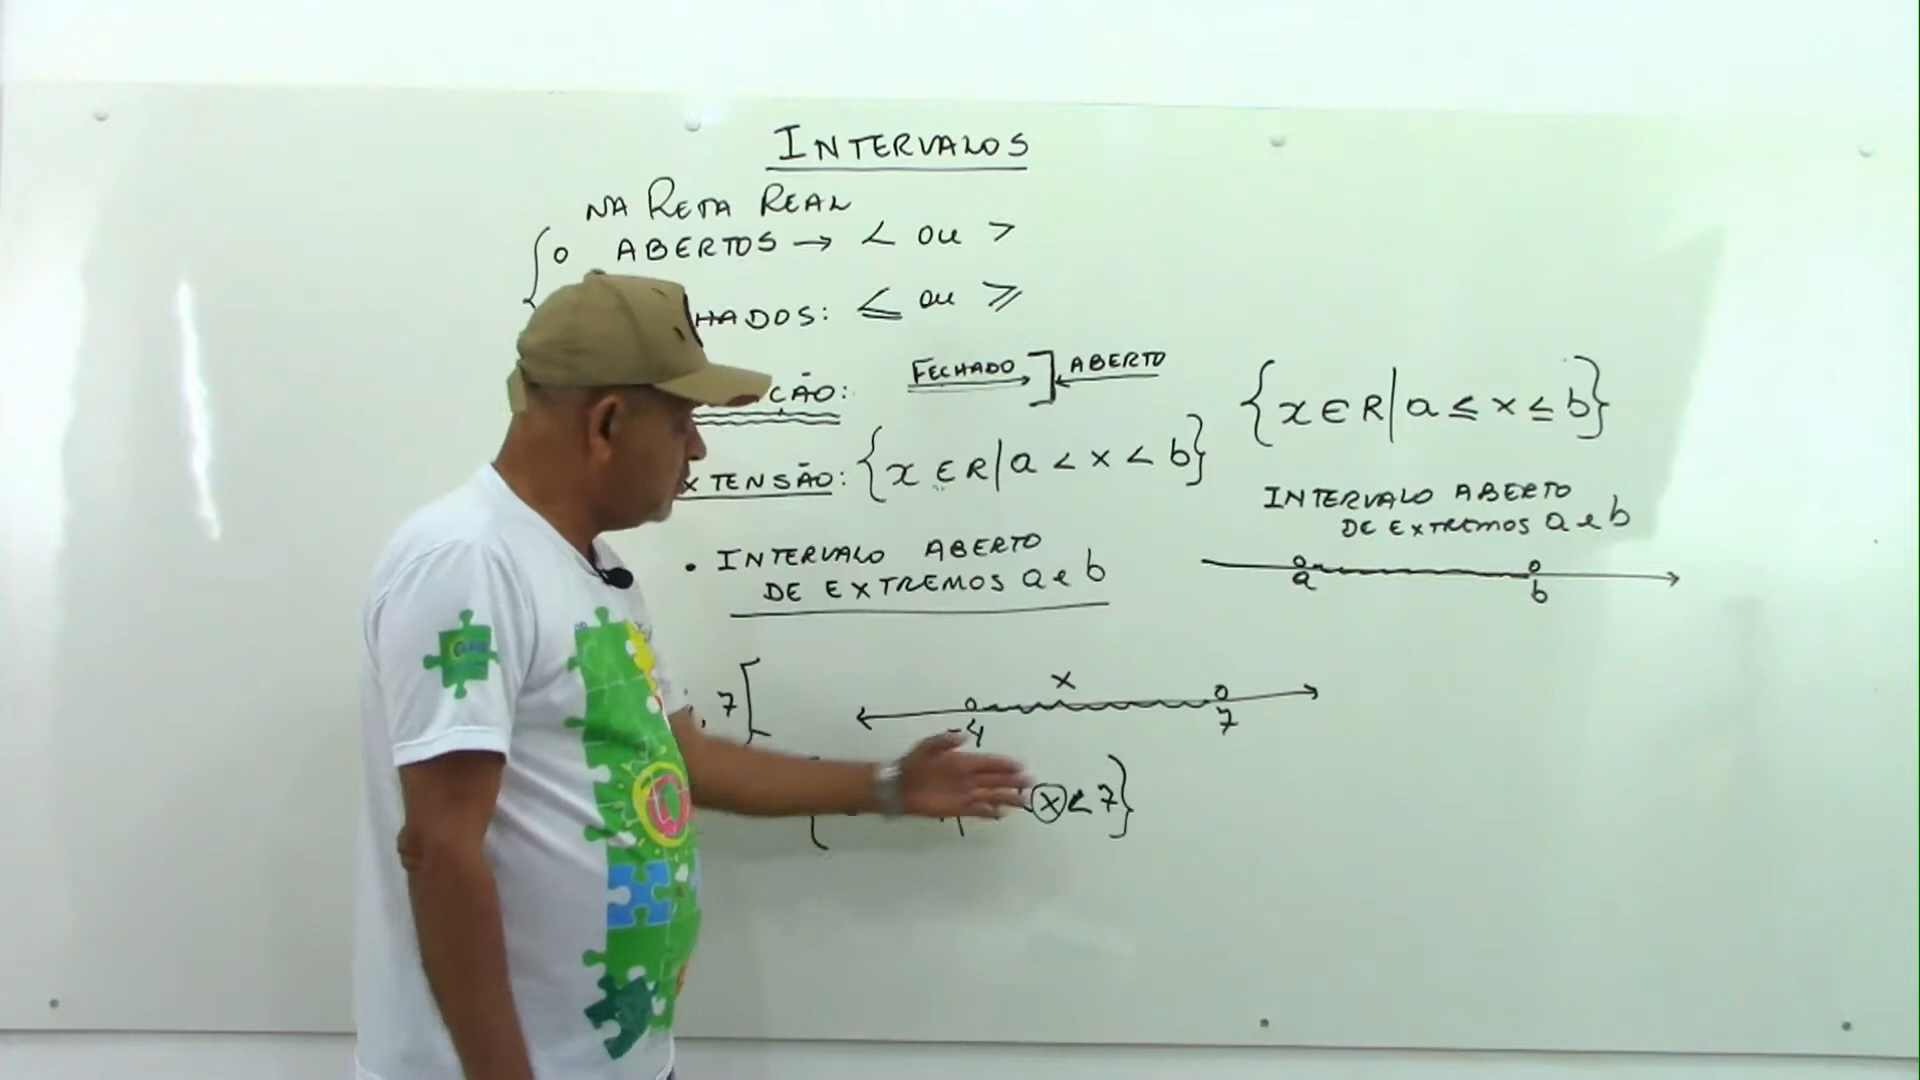 INTERVALOS
NA RETA REAL
o ABERTOS → < ou >
HADOS: ≤ ou ≥
ÇÃO: FECHADO ] ABERTO
XTENSÃO: {x ∈ R | a < x < b}
{x ∈ R | a ≤ x ≤ b}
• INTERVALO ABERTO
DE EXTREMOS a e b
INTERVALO ABERTO
DE EXTREMOS a e b
a b
, 7[
x
-4 7
x < 7}